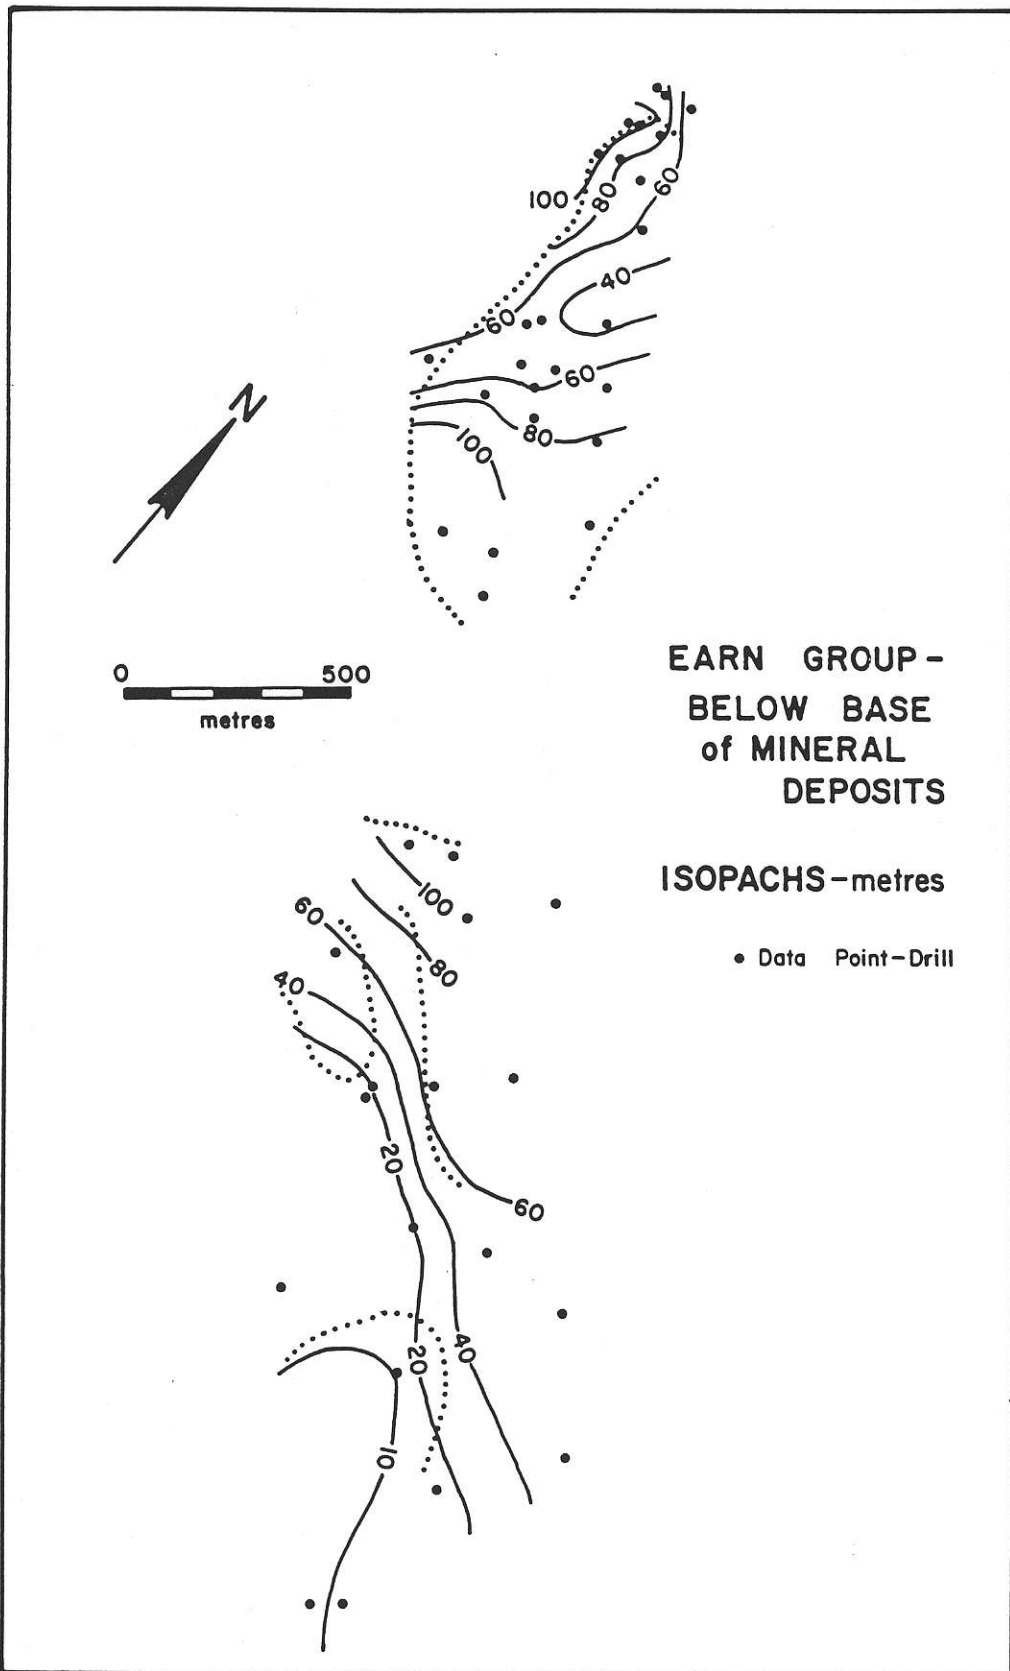 100
80
60
40
60
60
80
100
N
0 500
metres
EARN GROUP-
BELOW BASE
of MINERAL
DEPOSITS
ISOPACHS-metres
• Data Point-Drill
100
60
80
40
20
60
40
20
10